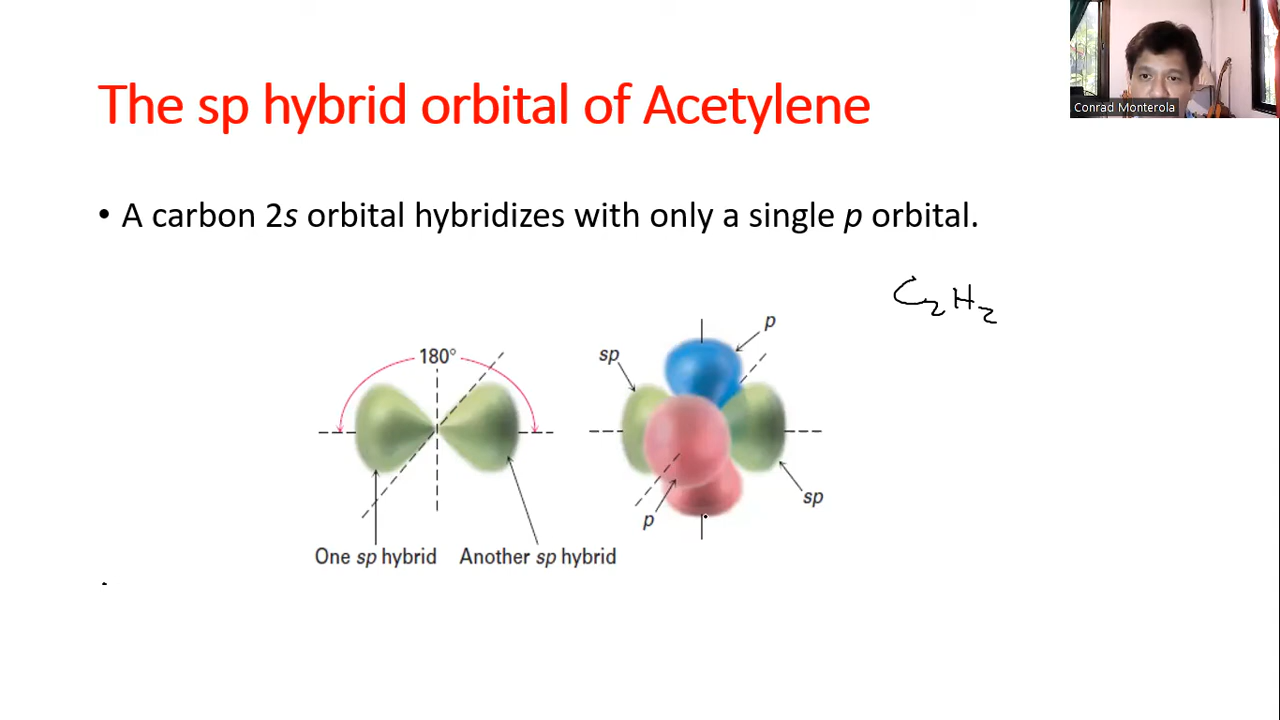 Conrad Monterola
The sp hybrid orbital of Acetylene
• A carbon 2s orbital hybridizes with only a single p orbital.
C₂H₂
180°
sp
p
p
sp
One sp hybrid
Another sp hybrid